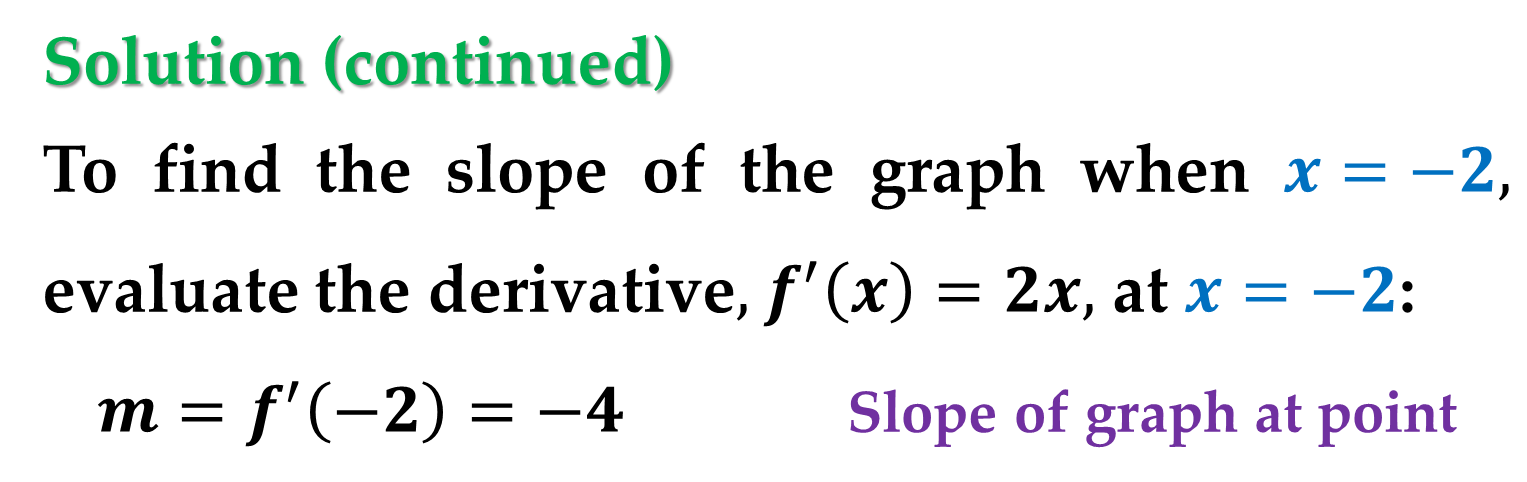 Solution (continued)
To find the slope of the graph when x = −2,
evaluate the derivative, f′(x) = 2x, at x = −2:
m = f′(−2) = −4 Slope of graph at point